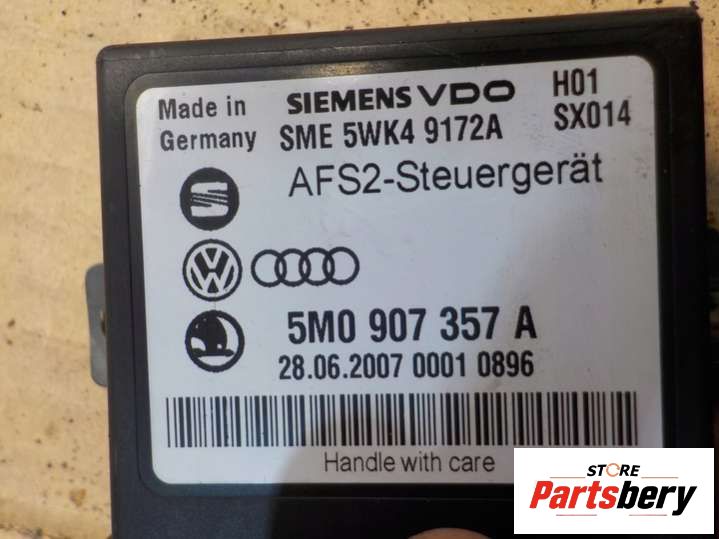 Made in
Germany
SIEMENS VDO
H01
SME 5WK4 9172A
SX014
AFS2-Steuergerät
5M0 907 357 A
28.06.2007 0001 0896
Handle with care
STORE
Partsbery